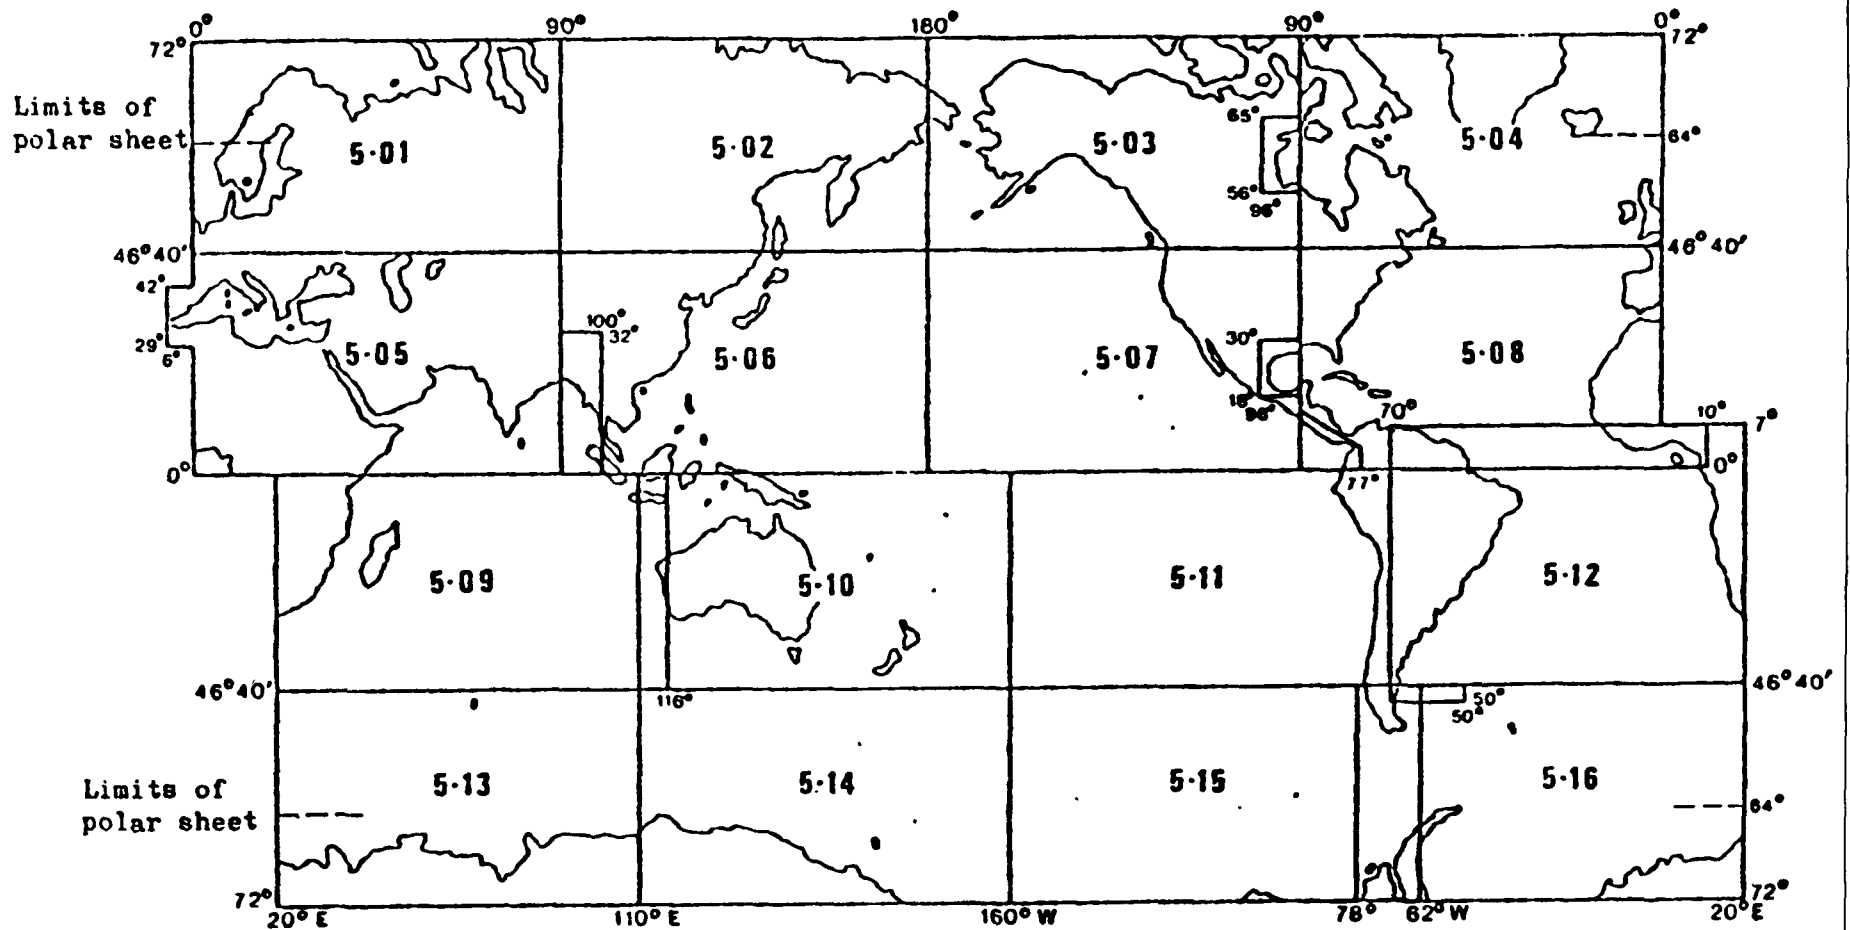 0° 90° 180° 90° 0°
72° 72°
Limits of
polar sheet
5·01 5·02 5·03 5·04
65°
64°
56°
96°
46°40' 46°40'
42°
100°
32°
30°
29°
6°
5·05 5·06 5·07 5·08
18°
96°
70° 10° 7°
0° 0°
77°
5·09 5·10 5·11 5·12
46°40' 46°40'
116°
50°
50°
5·13 5·14 5·15 5·16
Limits of
polar sheet
64°
72° 72°
20°E 110°E 160°W 78° 62°W 20°E